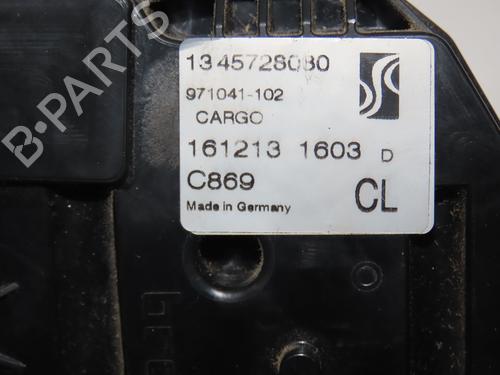 1345728080
971041-102
CARGO
161213 1603 D
C869
CL
Made in Germany
B-PARTS